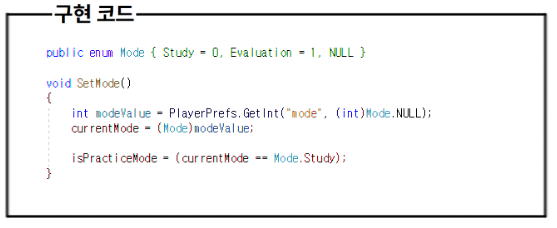 구현 코드
public enum Mode { Study = 0, Evaluation = 1, NULL }
void SetMode()
{
int modeValue = PlayerPrefs.GetInt("mode", (int)Mode.NULL);
currentMode = (Mode)modeValue;
isPracticeMode = (currentMode == Mode.Study);
}